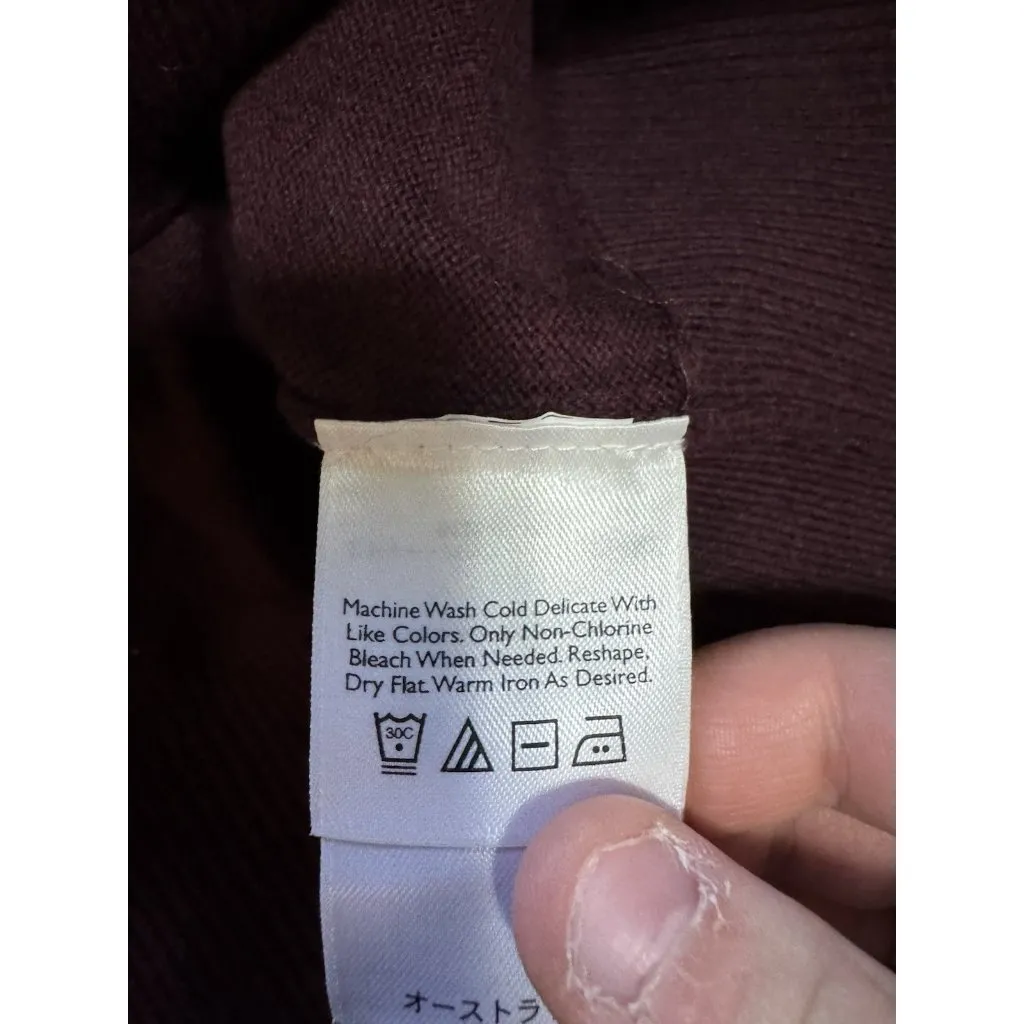 Machine Wash Cold Delicate With
Like Colors. Only Non-Chlorine
Bleach When Needed. Reshape,
Dry Flat. Warm Iron As Desired.
30C
オーストラ